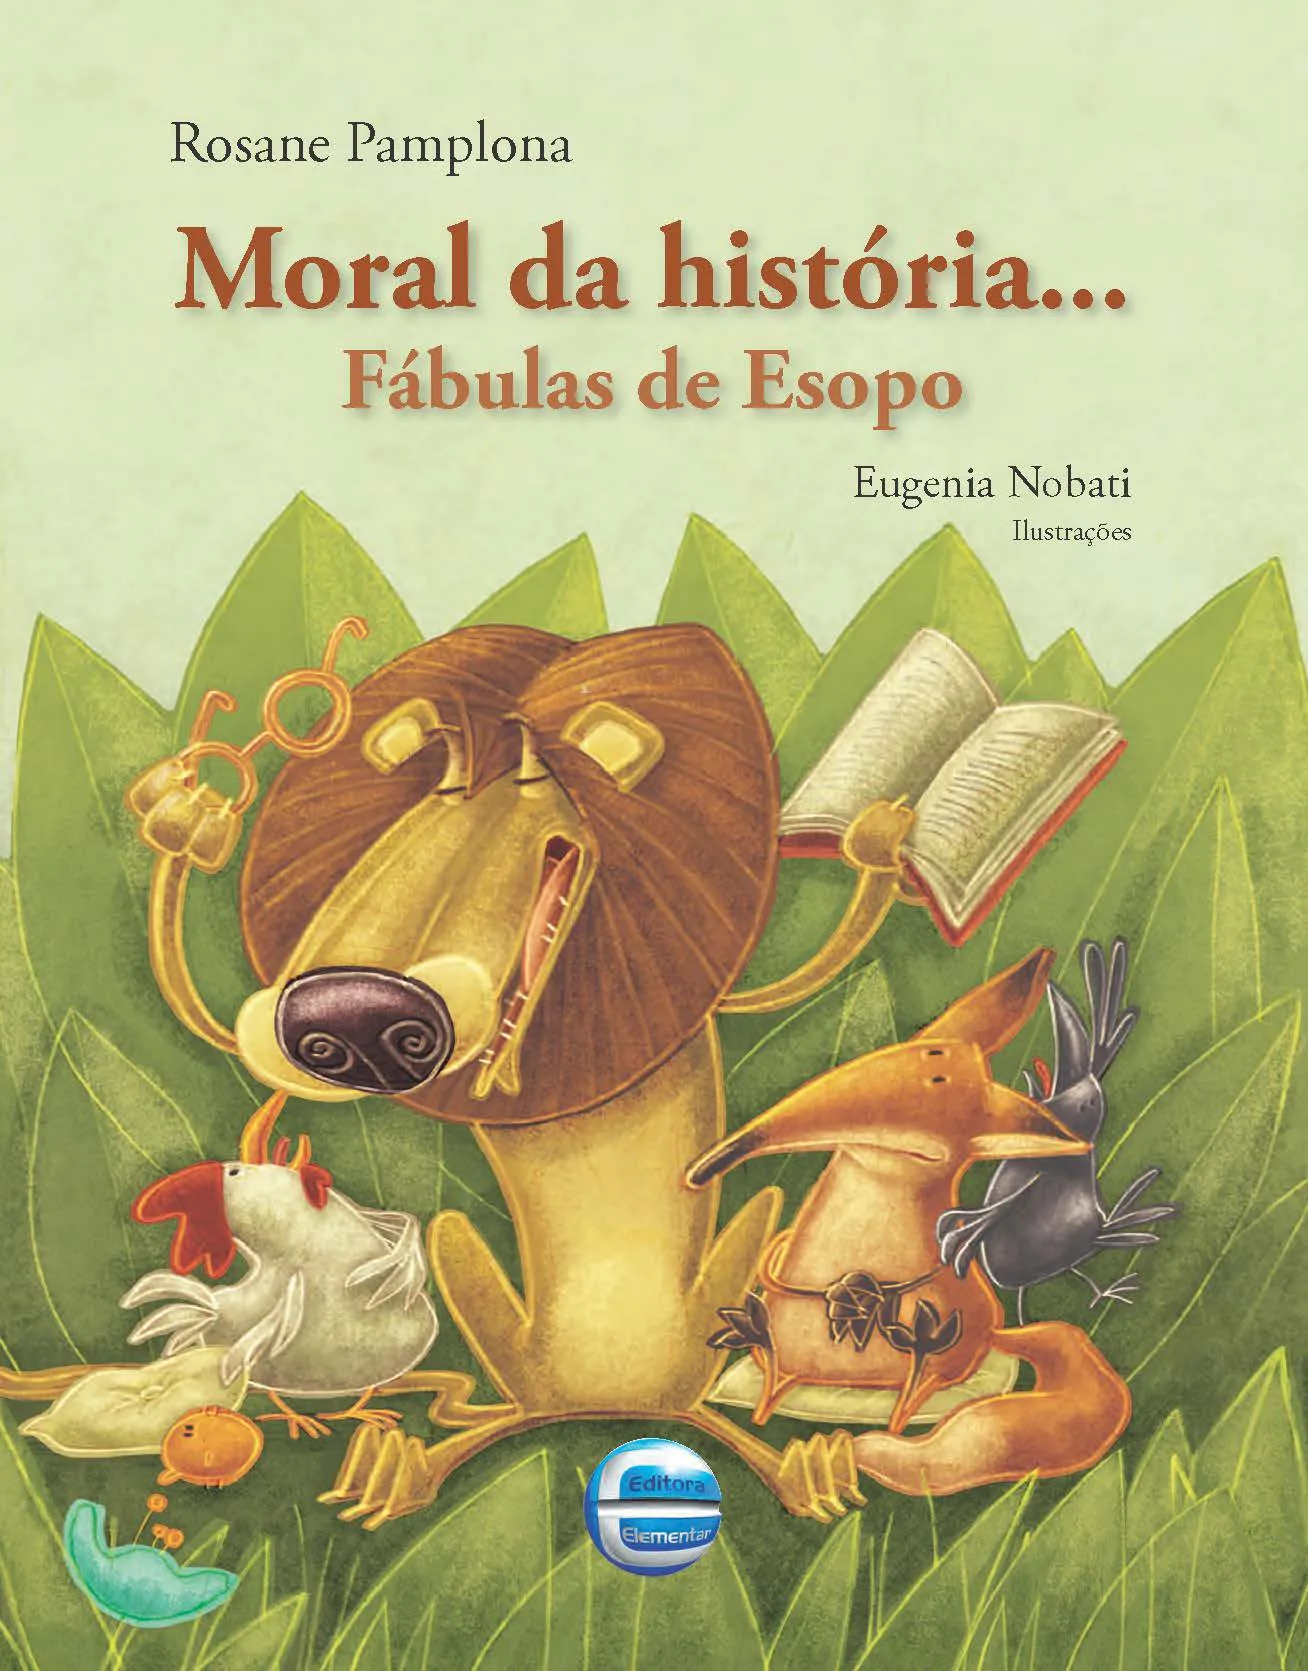 Rosane Pamplona
Moral da história...
Fábulas de Esopo
Eugenia Nobati
Ilustrações
Editora
Elementar